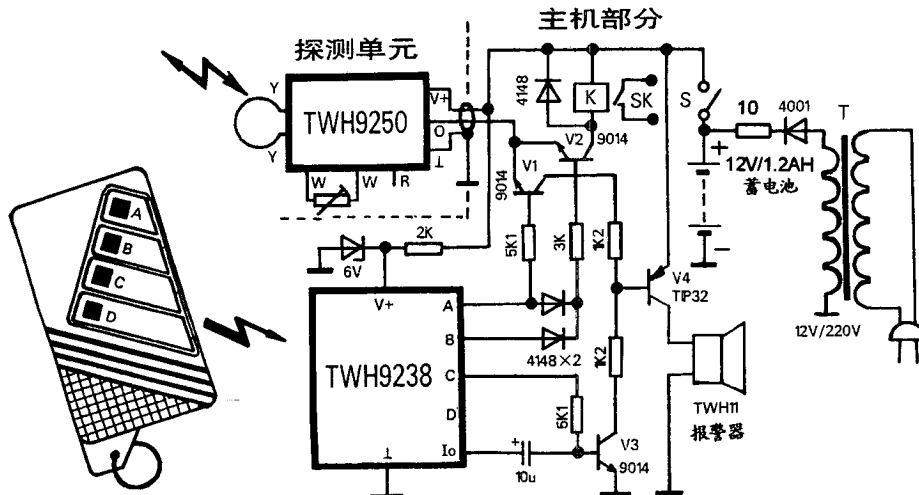 主机部分
探测单元
Y
Y
TWH9250
V+
O
⊥
W
W
R
4148
K
SK
S
10
4001
T
V2
9014
V1
9014
+
12V/1.2AH
蓄电池
−
2K
6V
5K1
3K
1K2
V4
TIP32
12V/220V
A
B
C
D
V+
TWH9238
A
B
C
D
Io
⊥
4148×2
1K2
5K1
+
10u
V3
9014
TWH11
报警器